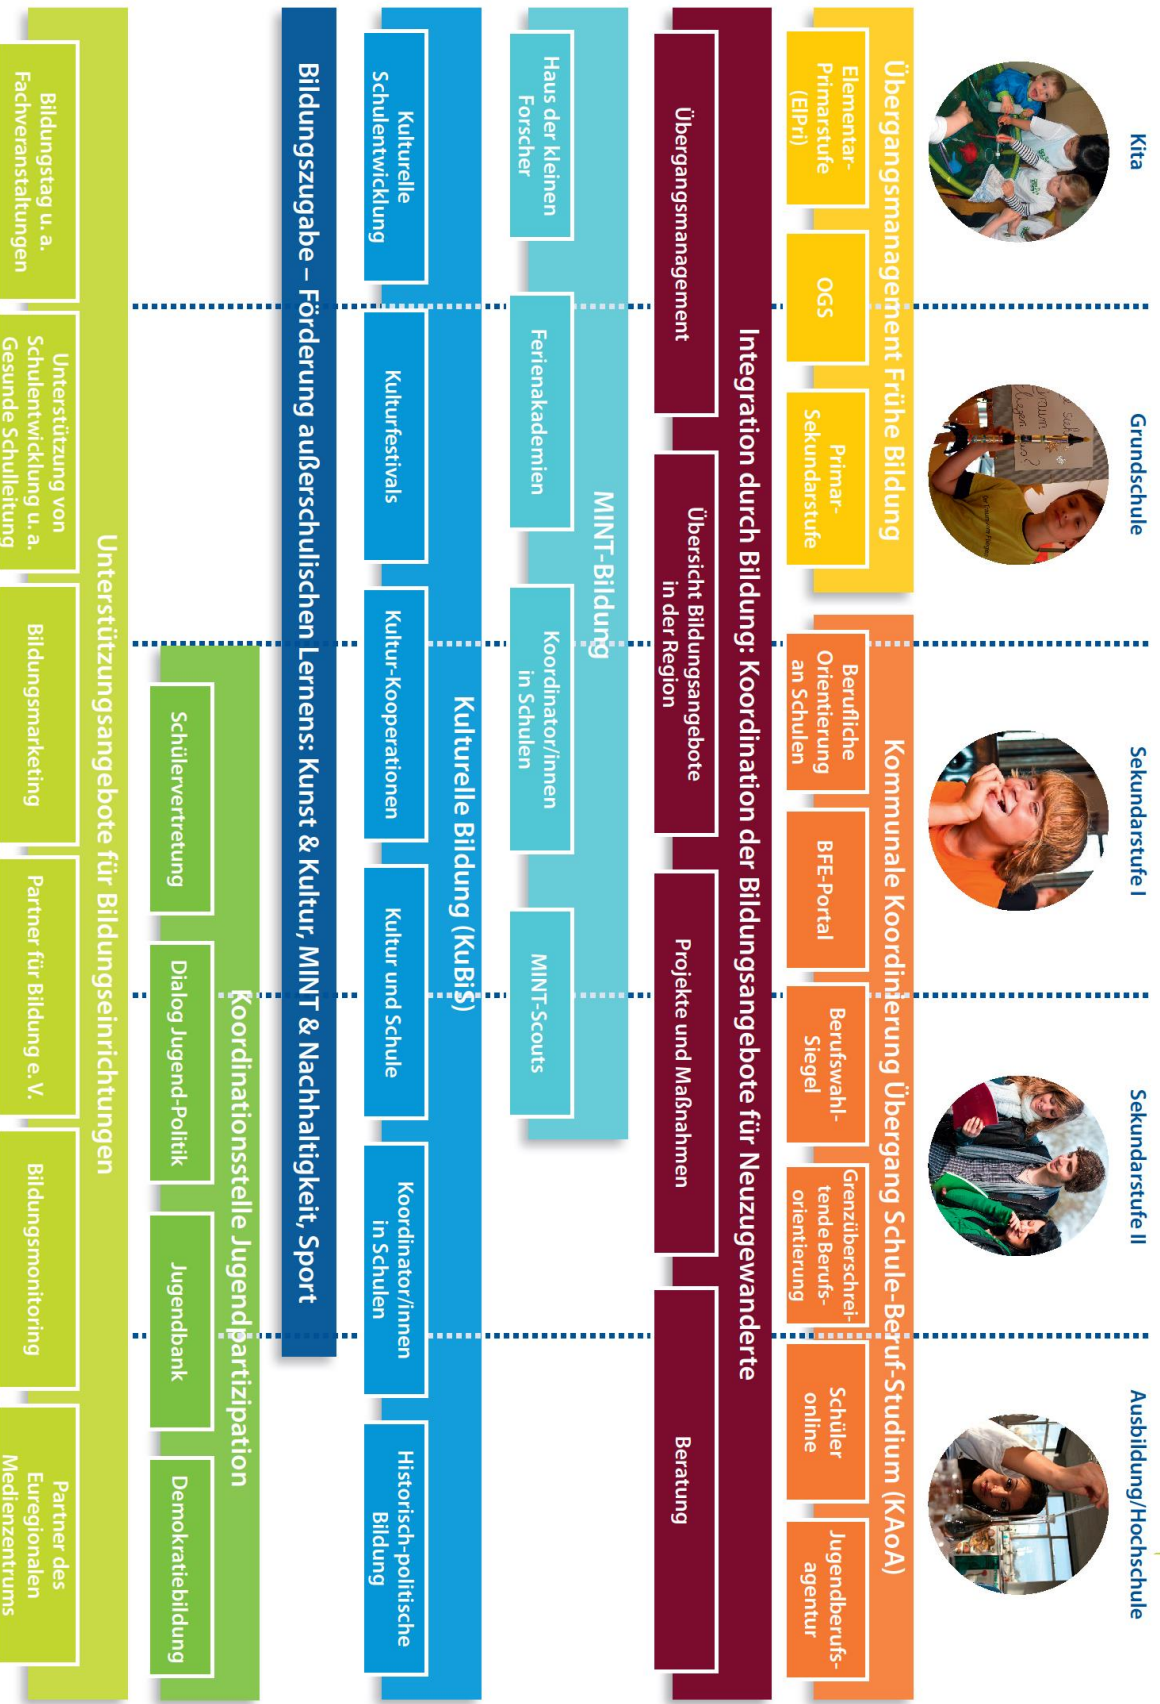 Kita
Grundschule
Sekundarstufe I
Sekundarstufe II
Ausbildung/Hochschule
Übergangsmanagement Frühe Bildung
Elementar-
Primarstufe
(ElPri)
OGS
Primar-
Sekundarstufe
Kommunale Koordinierung Übergang Schule-Beruf-Studium (KAoA)
Berufliche
Orientierung
an Schulen
BFE-Portal
Berufswahl-
Siegel
Grenzüberschrei-
tende Berufs-
orientierung
Schüler
online
Jugendberufs-
agentur
Integration durch Bildung: Koordination der Bildungsangebote für Neuzugewanderte
Übergangsmanagement
Übersicht Bildungsangebote
in der Region
Projekte und Maßnahmen
Beratung
MINT-Bildung
Haus der kleinen
Forscher
Ferienakademien
Koordinator/innen
in Schulen
MINT-Scouts
Kulturelle Bildung (KuBiS)
Kulturelle
Schulentwicklung
Kulturfestivals
Kultur-Kooperationen
Kultur und Schule
Koordinator/innen
in Schulen
Historisch-politische
Bildung
Bildungszugabe – Förderung außerschulischen Lernens: Kunst & Kultur, MINT & Nachhaltigkeit, Sport
Koordinationsstelle Jugendpartizipation
Schülervertretung
Dialog Jugend-Politik
Jugendbank
Demokratiebildung
Unterstützungsangebote für Bildungseinrichtungen
Bildungstag u. a.
Fachveranstaltungen
Unterstützung von
Schulentwicklung u. a.
Gesunde Schulleitung
Bildungsmarketing
Partner für Bildung e. V.
Bildungsmonitoring
Partner des
Euregionalen
Medienzentrums